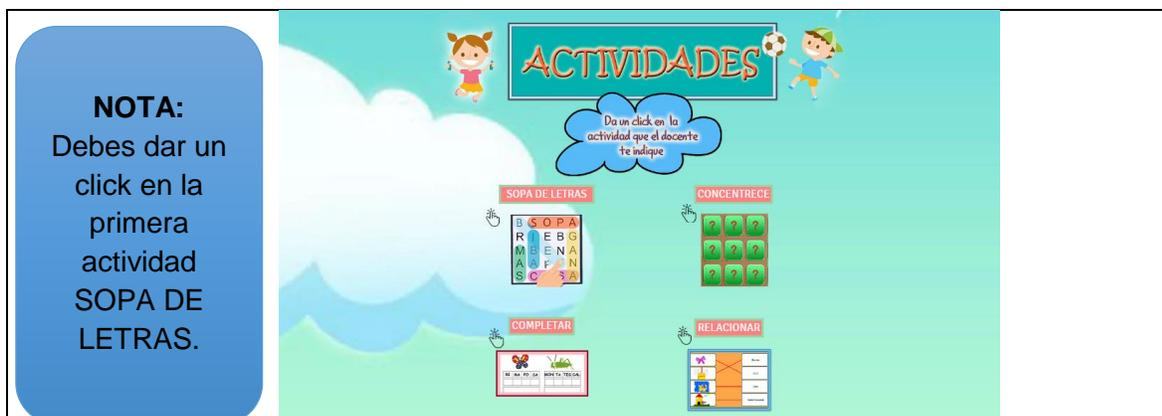 NOTA:
Debes dar un
click en la
primera
actividad
SOPA DE
LETRAS.
ACTIVIDADES
Da un click en la
actividad que el docente
te indique
SOPA DE LETRAS
B S O P A
CONCENTRECE
? ? ?
? ? ?
? ? ?
COMPLETAR
RELACIONAR